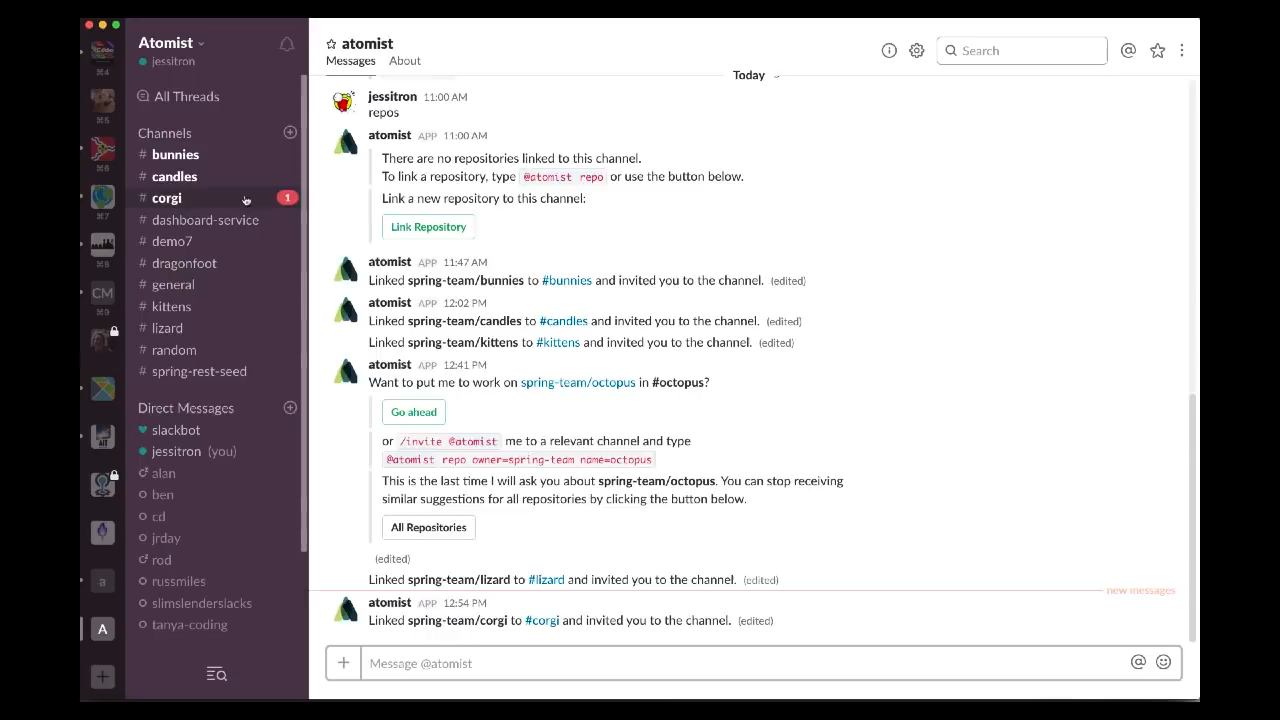 Atomist
jessitron
All Threads
Channels
# bunnies
# candles
# corgi 1
# dashboard-service
# demo7
# dragonfoot
# general
# kittens
# lizard
# random
# spring-rest-seed
Direct Messages
slackbot
jessitron (you)
alan
ben
cd
jrday
rod
russmiles
slimslenderslacks
tanya-coding
⌘4
⌘5
⌘6
⌘7
⌘8
CM
⌘9
a
A
atomist
Messages About
Search
Today
jessitron 11:00 AM
repos
atomist APP 11:00 AM
There are no repositories linked to this channel.
To link a repository, type @atomist repo or use the button below.
Link a new repository to this channel:
Link Repository
atomist APP 11:47 AM
Linked spring-team/bunnies to #bunnies and invited you to the channel. (edited)
atomist APP 12:02 PM
Linked spring-team/candles to #candles and invited you to the channel. (edited)
Linked spring-team/kittens to #kittens and invited you to the channel. (edited)
atomist APP 12:41 PM
Want to put me to work on spring-team/octopus in #octopus?
Go ahead
or /invite @atomist me to a relevant channel and type
@atomist repo owner=spring-team name=octopus
This is the last time I will ask you about spring-team/octopus. You can stop receiving
similar suggestions for all repositories by clicking the button below.
All Repositories
(edited)
Linked spring-team/lizard to #lizard and invited you to the channel. (edited)
new messages
atomist APP 12:54 PM
Linked spring-team/corgi to #corgi and invited you to the channel. (edited)
Message @atomist